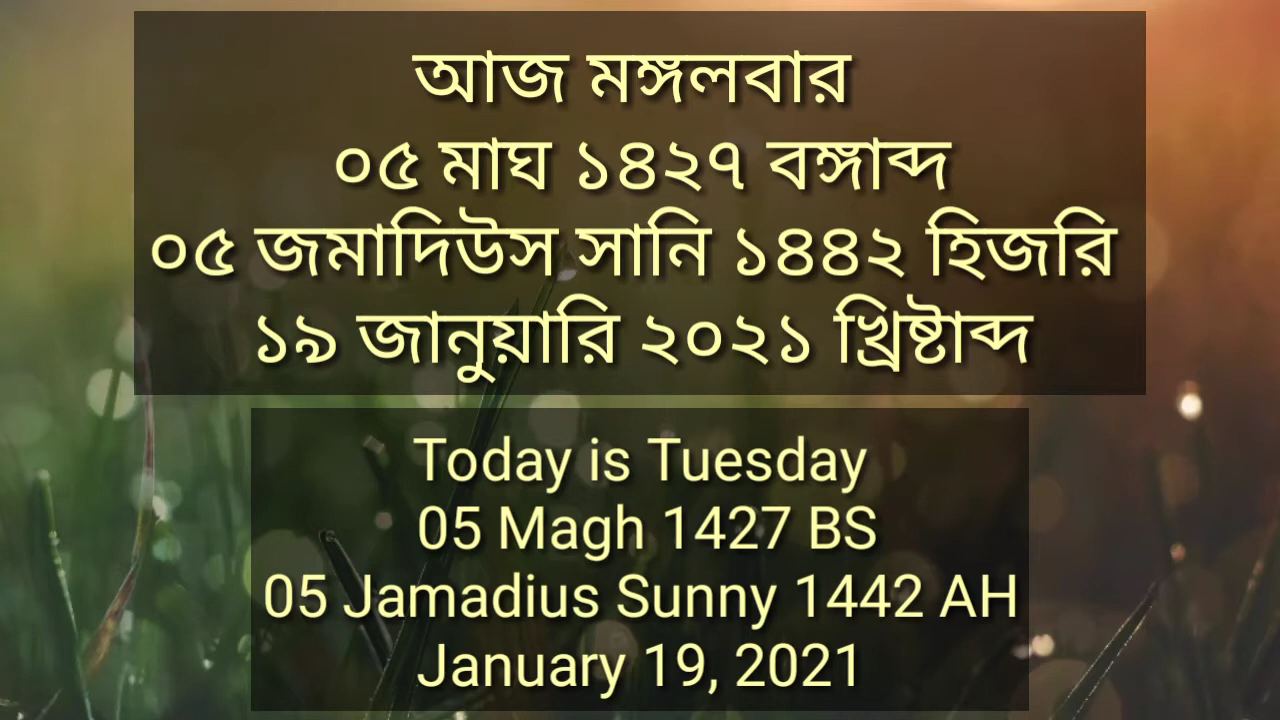 আজ মঙ্গলবার
০৫ মাঘ ১৪২৭ বঙ্গাব্দ
০৫ জমাদিউস সানি ১৪৪২ হিজরি
১৯ জানুয়ারি ২০২১ খ্রিষ্টাব্দ
Today is Tuesday
05 Magh 1427 BS
05 Jamadius Sunny 1442 AH
January 19, 2021